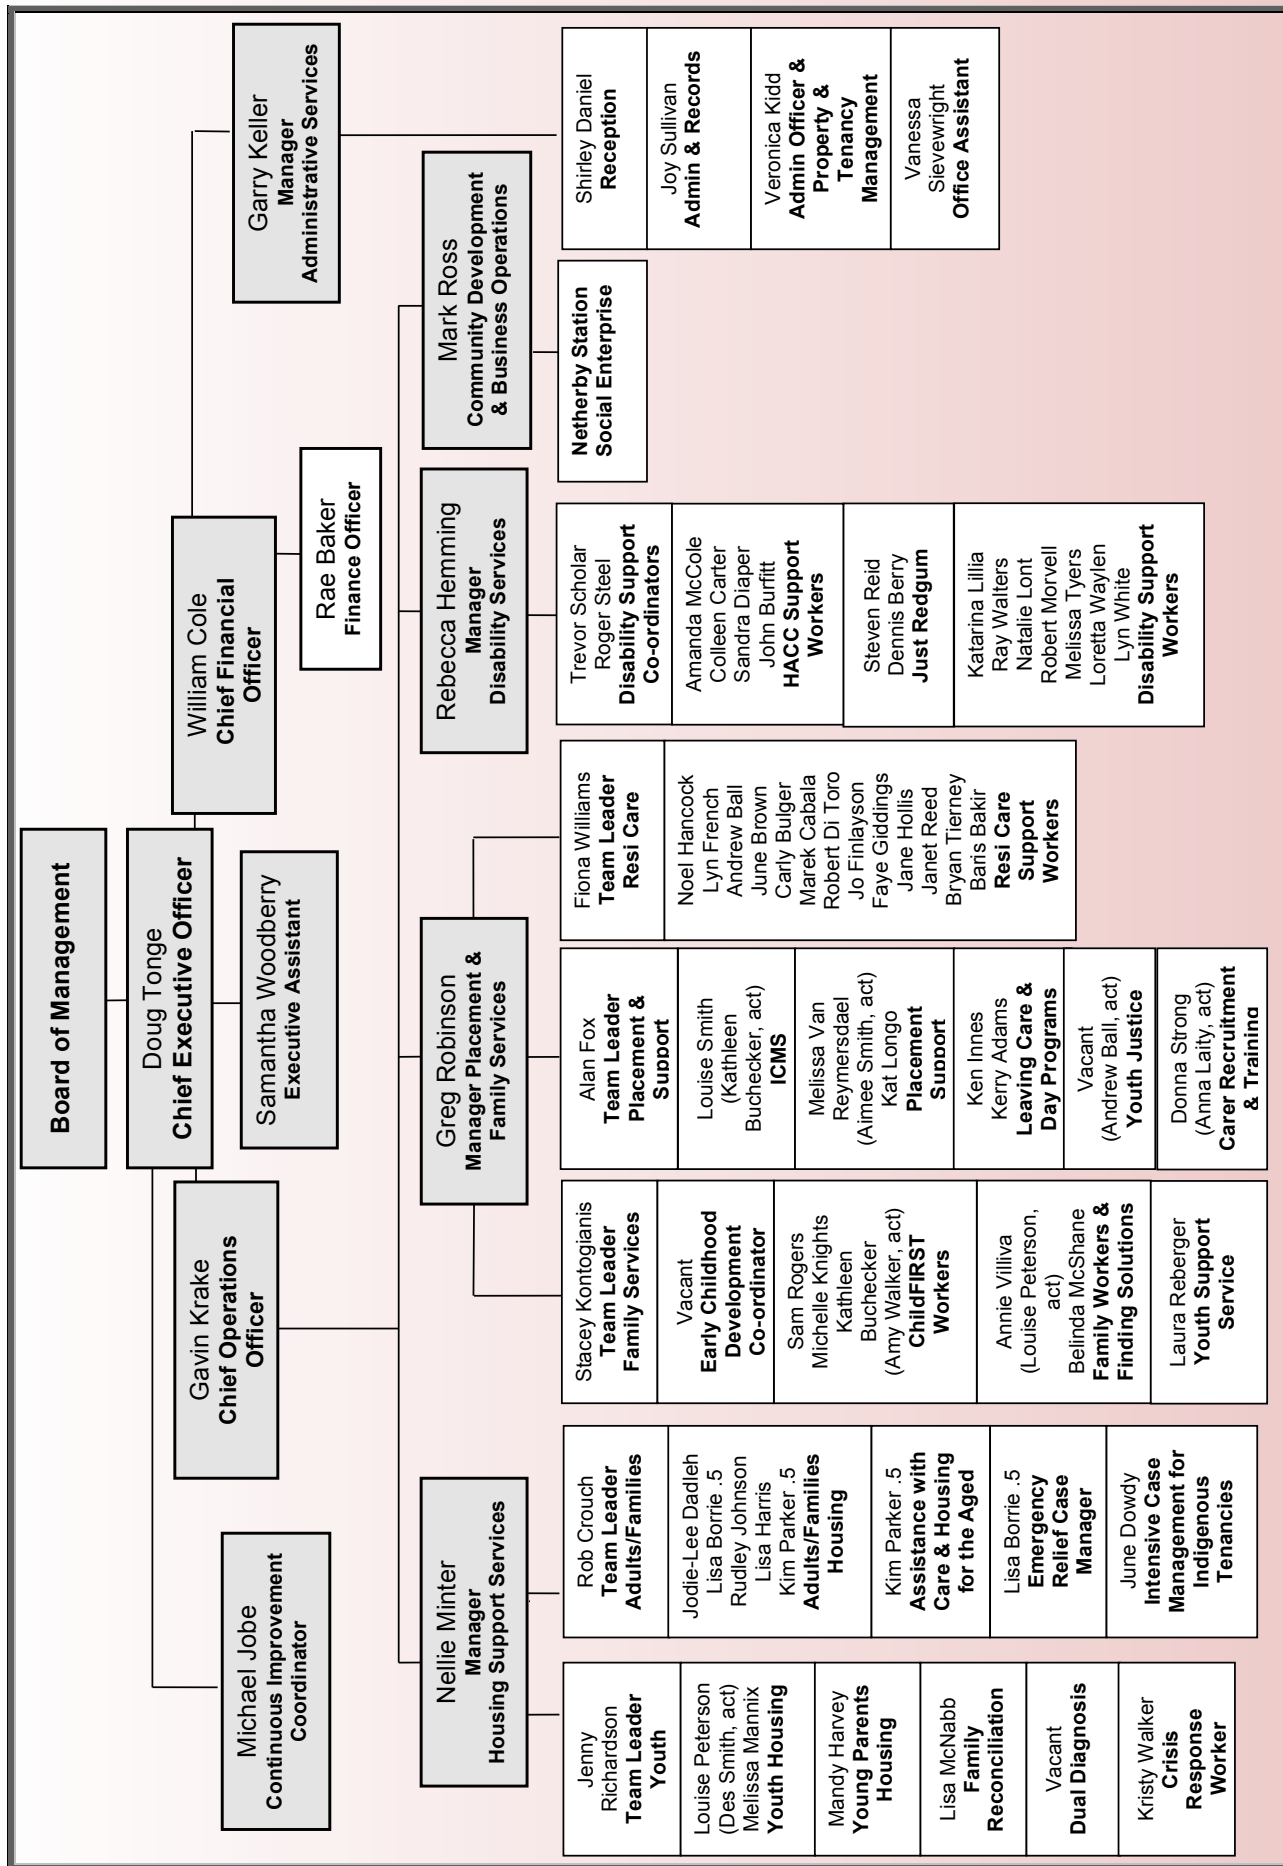 Board of Management
Doug Tonge
Chief Executive Officer
Samantha Woodberry
Executive Assistant
Michael Jobe
Continuous Improvement
Coordinator
Gavin Krake
Chief Operations
Officer
William Cole
Chief Financial
Officer
Rae Baker
Finance Officer
Garry Keller
Manager
Administrative Services
Nellie Minter
Manager
Housing Support Services
Greg Robinson
Manager Placement &
Family Services
Rebecca Hemming
Manager
Disability Services
Mark Ross
Community Development
& Business Operations
Jenny
Richardson
Team Leader
Youth
Louise Peterson
(Des Smith, act)
Melissa Mannix
Youth Housing
Mandy Harvey
Young Parents
Housing
Lisa McNabb
Family
Reconciliation
Vacant
Dual Diagnosis
Kristy Walker
Crisis
Response
Worker
Rob Crouch
Team Leader
Adults/Families
Jodie-Lee Dadleh
Lisa Borrie .5
Rudley Johnson
Lisa Harris
Kim Parker .5
Adults/Families
Housing
Kim Parker .5
Assistance with
Care & Housing
for the Aged
Lisa Borrie .5
Emergency
Relief Case
Manager
June Dowdy
Intensive Case
Management for
Indigenous
Tenancies
Stacey Kontogianis
Team Leader
Family Services
Vacant
Early Childhood
Development
Co-ordinator
Sam Rogers
Michelle Knights
Kathleen
Buchecker
(Amy Walker, act)
ChildFIRST
Workers
Annie Villiva
(Louise Peterson,
act)
Belinda McShane
Family Workers &
Finding Solutions
Laura Reberger
Youth Support
Service
Alan Fox
Team Leader
Placement &
Support
Louise Smith
(Kathleen
Buchecker, act)
ICMS
Melissa Van
Reymersdael
(Aimee Smith, act)
Kat Longo
Placement
Support
Ken Innes
Kerry Adams
Leaving Care &
Day Programs
Vacant
(Andrew Ball, act)
Youth Justice
Donna Strong
(Anna Laity, act)
Carer Recruitment
& Training
Fiona Williams
Team Leader
Resi Care
Noel Hancock
Lyn French
Andrew Ball
June Brown
Carly Bulger
Marek Cabala
Robert Di Toro
Jo Finlayson
Faye Giddings
Jane Hollis
Janet Reed
Bryan Tierney
Baris Bakir
Resi Care
Support
Workers
Trevor Scholar
Roger Steel
Disability Support
Co-ordinators
Amanda McCole
Colleen Carter
Sandra Diaper
John Burfitt
HACC Support
Workers
Steven Reid
Dennis Berry
Just Redgum
Katarina Lillia
Ray Walters
Natalie Lont
Robert Morvell
Melissa Tyers
Loretta Waylen
Lyn White
Disability Support
Workers
Netherby Station
Social Enterprise
Shirley Daniel
Reception
Joy Sullivan
Admin & Records
Veronica Kidd
Admin Officer &
Property &
Tenancy
Management
Vanessa
Sievewright
Office Assistant